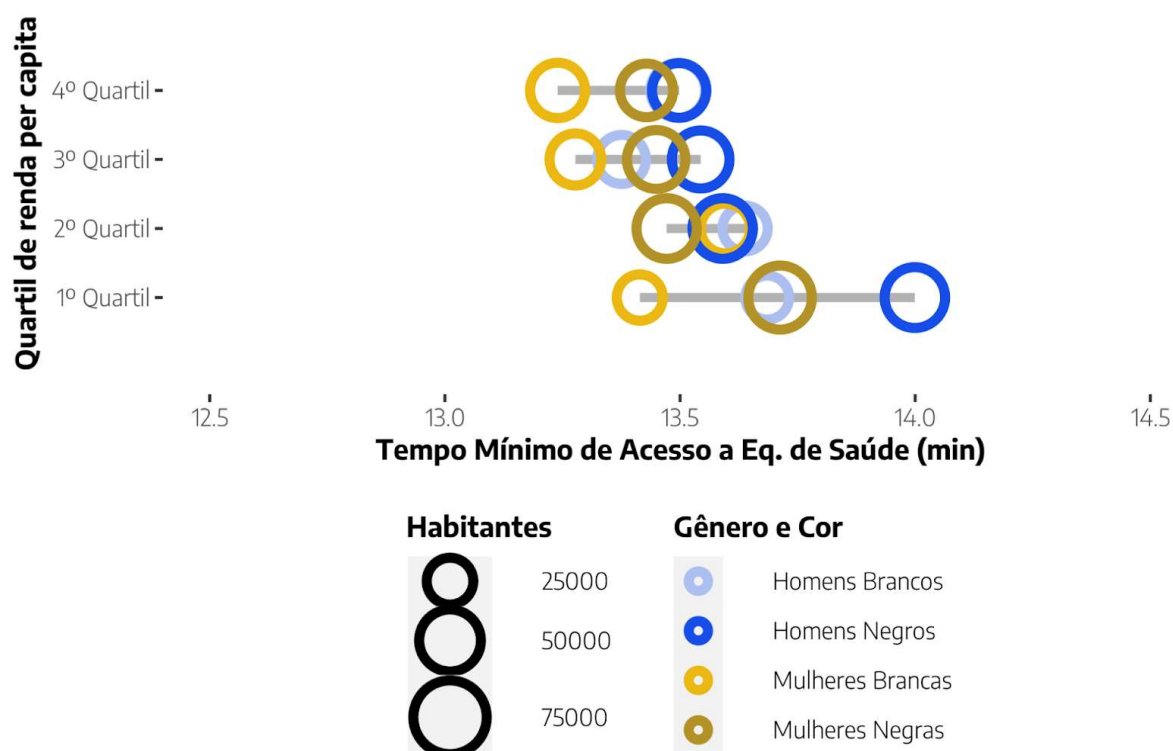 Quartil de renda per capita
4º Quartil
3º Quartil
2º Quartil
1º Quartil
12.5 13.0 13.5 14.0 14.5
Tempo Mínimo de Acesso a Eq. de Saúde (min)
Habitantes
25000
50000
75000
Gênero e Cor
Homens Brancos
Homens Negros
Mulheres Brancas
Mulheres Negras